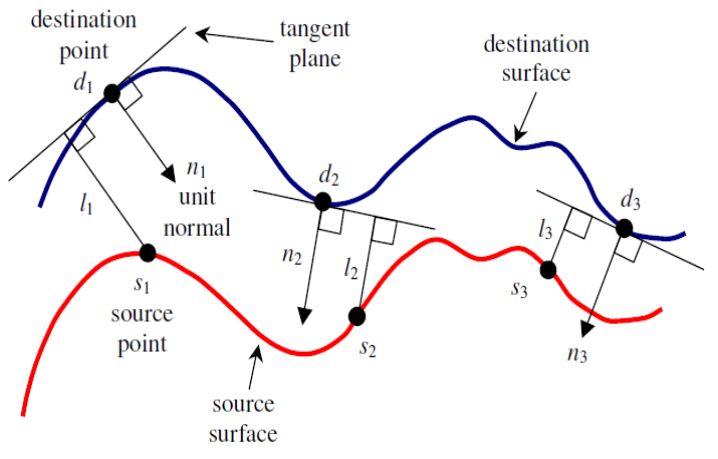 destination
point
d1
tangent
plane
destination
surface
n1
unit
normal
l1
d2
d3
n2
l2
l3
s1
source
point
s2
s3
n3
source
surface